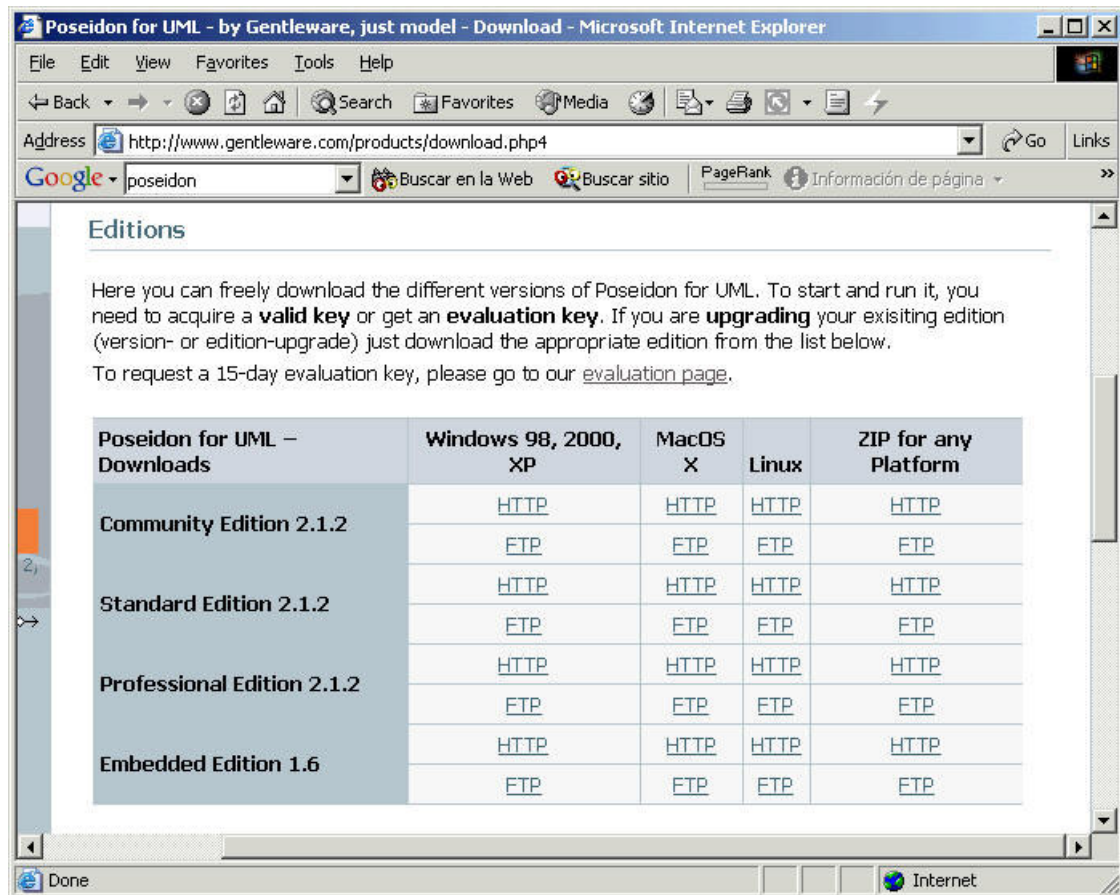 Poseidon for UML - by Gentleware, just model - Download - Microsoft Internet Explorer
File Edit View Favorites Tools Help
Back Search Favorites Media
Address http://www.gentleware.com/products/download.php4 Go Links
Google poseidon Buscar en la Web Buscar sitio PageRank Información de página »
Editions
Here you can freely download the different versions of Poseidon for UML. To start and run it, you
need to acquire a valid key or get an evaluation key. If you are upgrading your exisiting edition
(version- or edition-upgrade) just download the appropriate edition from the list below.
To request a 15-day evaluation key, please go to our evaluation page.
Poseidon for UML –
Downloads
Windows 98, 2000,
XP
MacOS
X
Linux
ZIP for any
Platform
Community Edition 2.1.2
HTTP HTTP HTTP HTTP
FTP FTP FTP FTP
2,
Standard Edition 2.1.2
HTTP HTTP HTTP HTTP
FTP FTP FTP FTP
Professional Edition 2.1.2
HTTP HTTP HTTP HTTP
FTP FTP FTP FTP
Embedded Edition 1.6
HTTP HTTP HTTP HTTP
FTP FTP FTP FTP
Done Internet